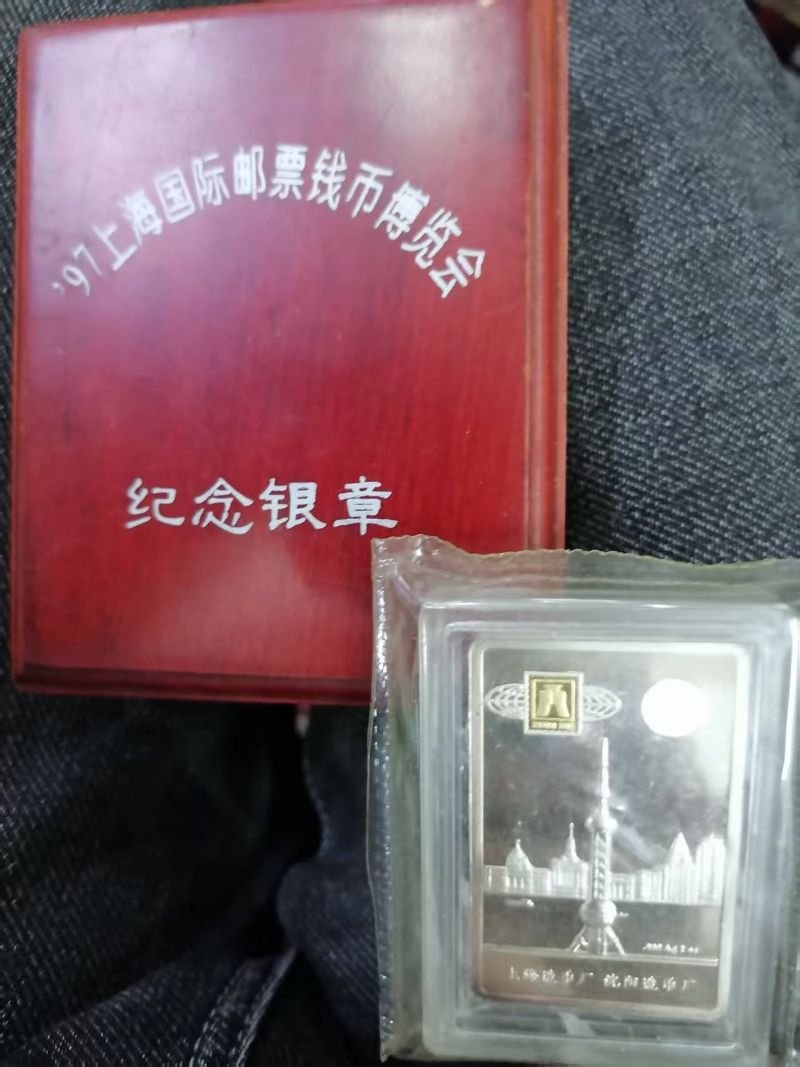 '97上海国际邮票钱币博览会
纪念银章
上海造币厂 沈阳造币厂